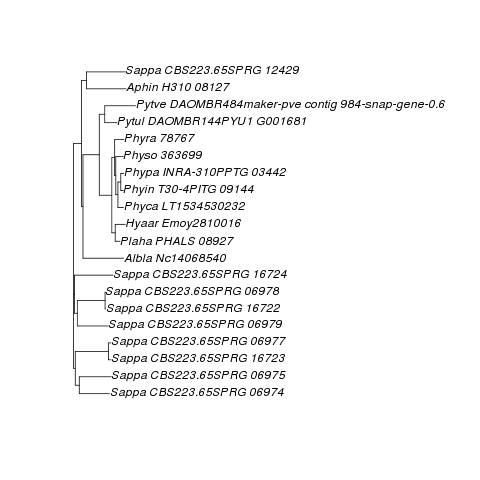 Sappa CBS223.65SPRG 12429
Aphin H310 08127
Pytve DAOMBR484maker-pve contig 984-snap-gene-0.6
Pytul DAOMBR144PYU1 G001681
Phyra 78767
Physo 363699
Phypa INRA-310PPTG 03442
Phyin T30-4PITG 09144
Phyca LT1534530232
Hyaar Emoy2810016
Plaha PHALS 08927
Albla Nc14068540
Sappa CBS223.65SPRG 16724
Sappa CBS223.65SPRG 06978
Sappa CBS223.65SPRG 16722
Sappa CBS223.65SPRG 06979
Sappa CBS223.65SPRG 06977
Sappa CBS223.65SPRG 16723
Sappa CBS223.65SPRG 06975
Sappa CBS223.65SPRG 06974